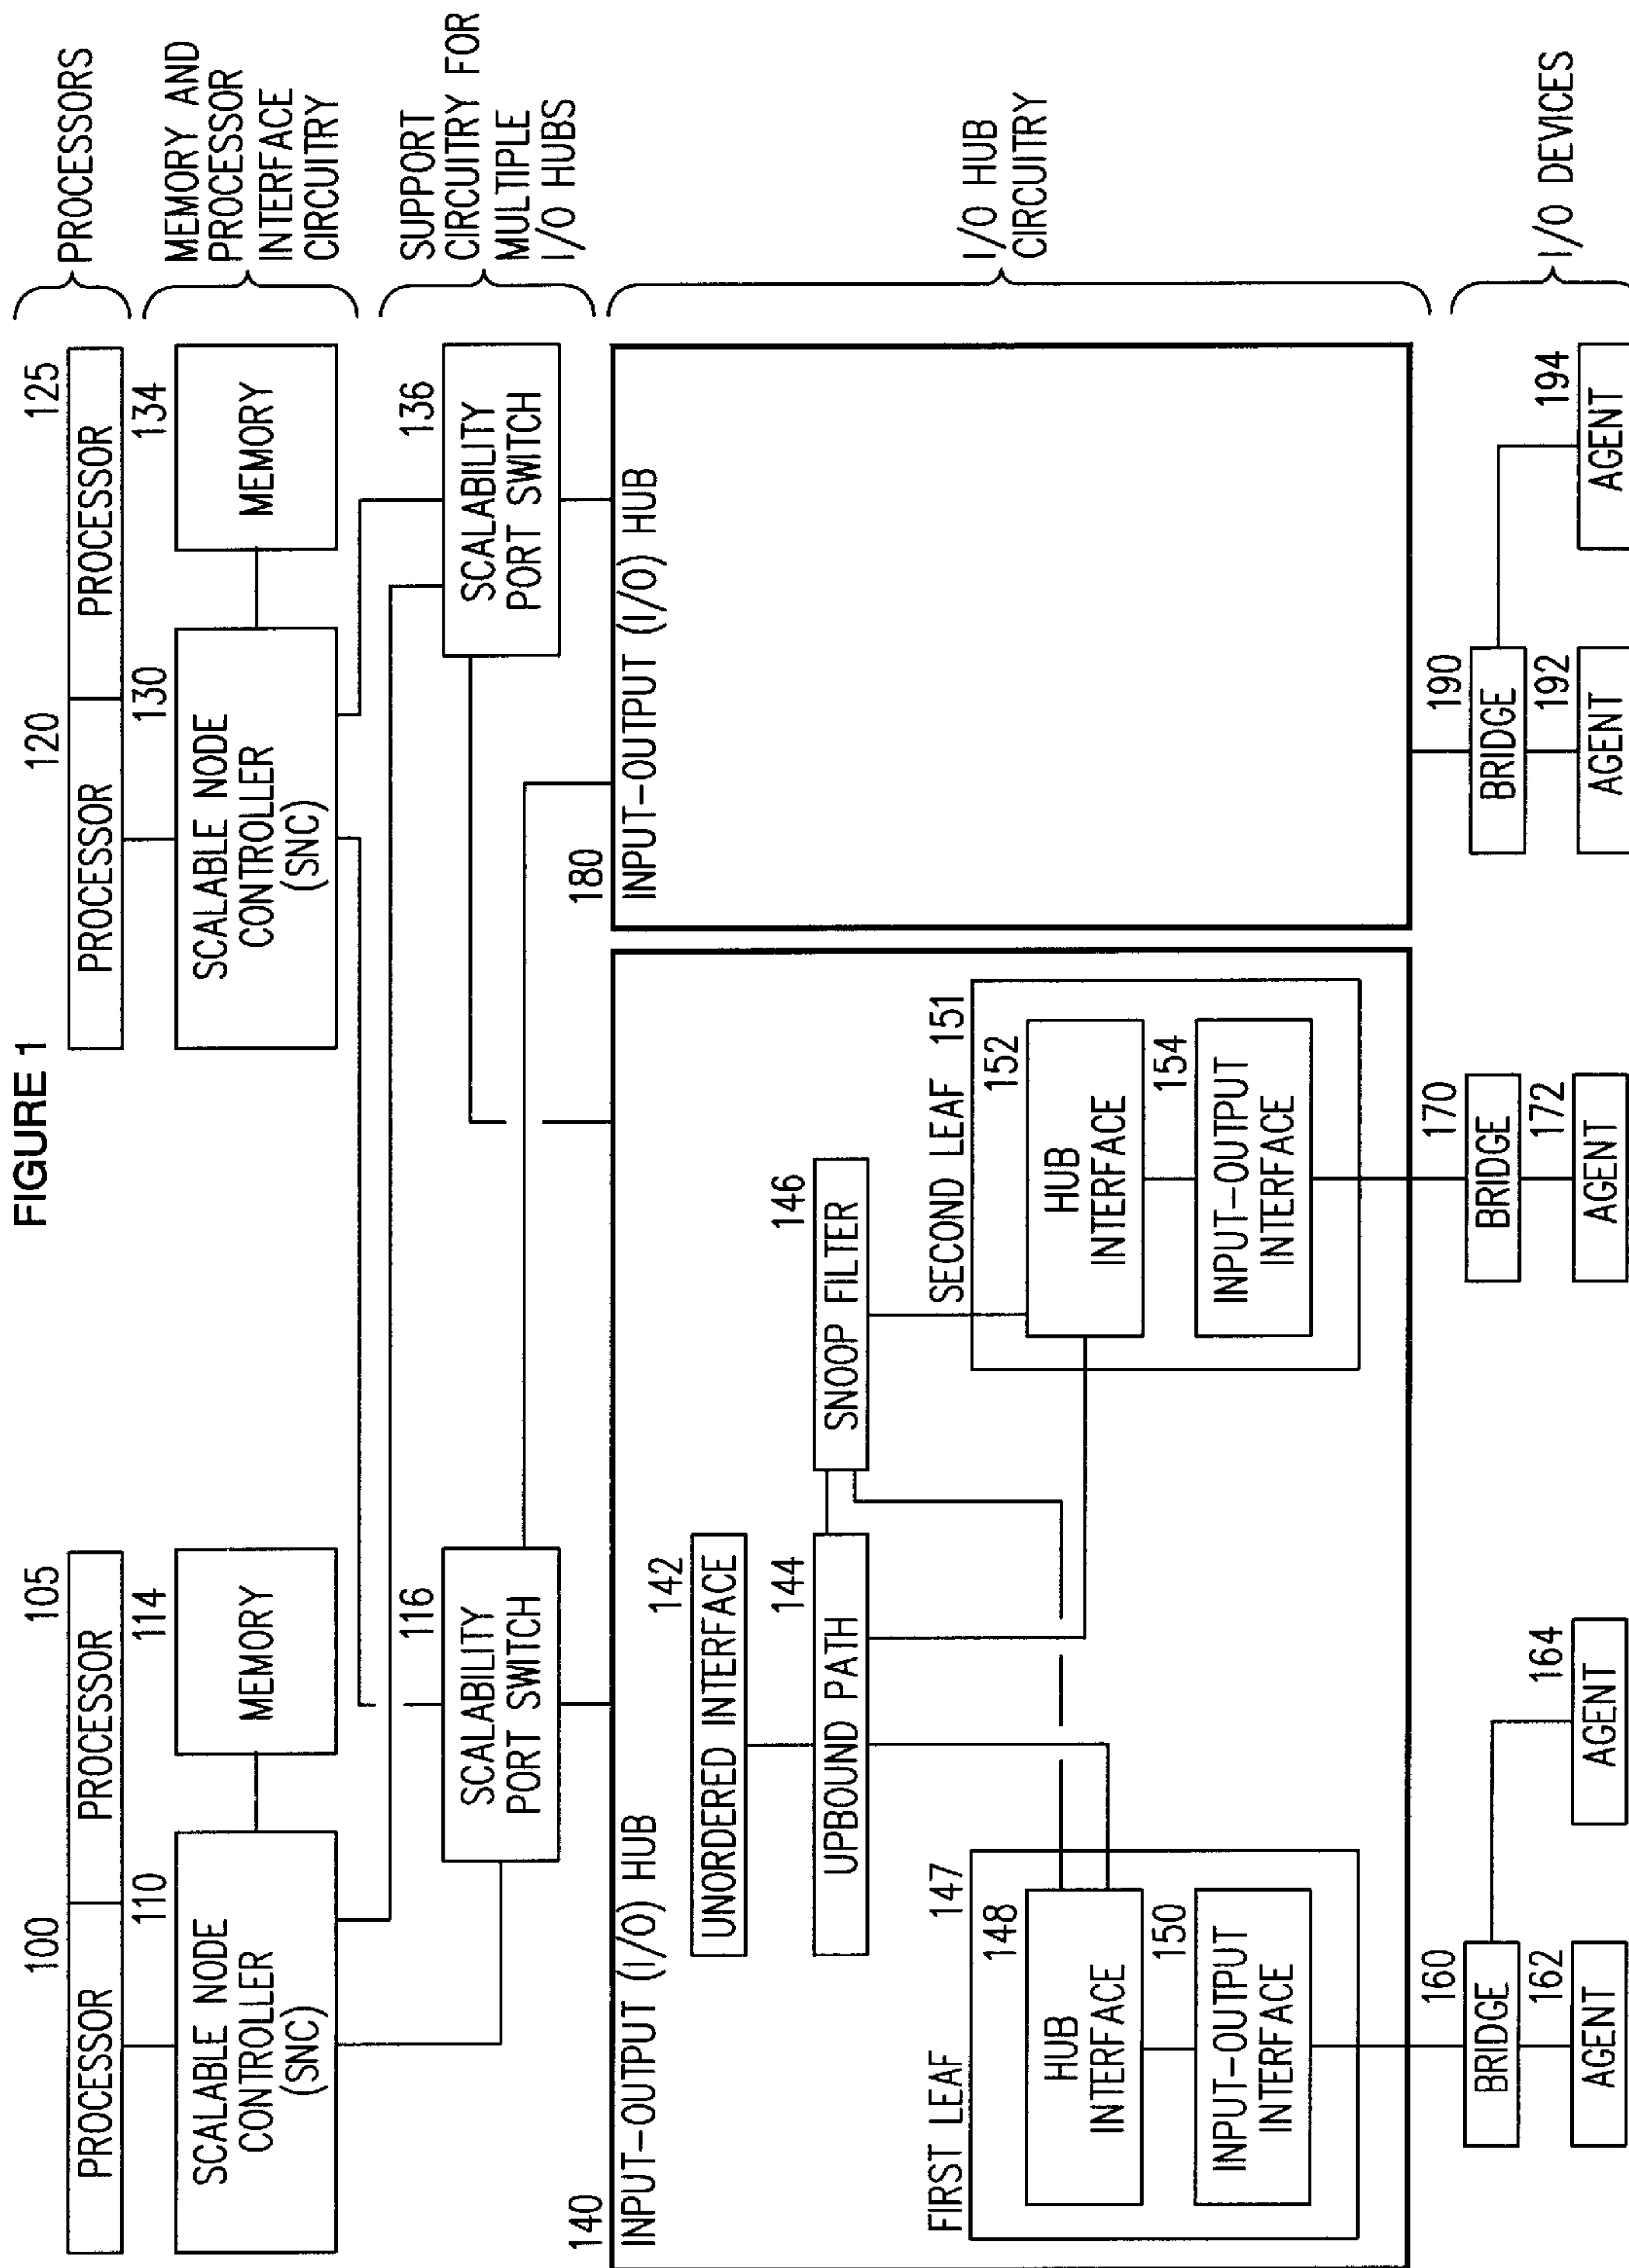 FIGURE 1
100
105
PROCESSOR
PROCESSOR
120
125
PROCESSOR
PROCESSOR
PROCESSORS
110
SCALABLE NODE
CONTROLLER
(SNC)
114
MEMORY
130
SCALABLE NODE
CONTROLLER
(SNC)
134
MEMORY
MEMORY AND
PROCESSOR
INTERFACE
CIRCUITRY
116
SCALABILITY
PORT SWITCH
136
SCALABILITY
PORT SWITCH
SUPPORT
CIRCUITRY FOR
MULTIPLE
I/O HUBS
140
INPUT-OUTPUT (I/O) HUB
180
INPUT-OUTPUT (I/O) HUB
I/O HUB
CIRCUITRY
142
UNORDERED INTERFACE
144
UPBOUND PATH
146
SNOOP FILTER
FIRST LEAF
147
148
HUB
INTERFACE
150
INPUT-OUTPUT
INTERFACE
SECOND LEAF 151
152
HUB
INTERFACE
154
INPUT-OUTPUT
INTERFACE
160
BRIDGE
162
AGENT
164
AGENT
170
BRIDGE
172
AGENT
190
BRIDGE
192
AGENT
194
AGENT
I/O DEVICES